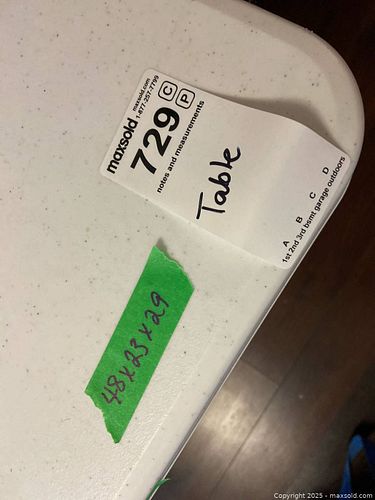 maxsold
maxsold.com
1-877-257-7799
729 C P
notes and measurements
Table
A B C D
1st 2nd 3rd bsmt garage outdoors
48x23x29
Copyright 2025 - maxsold.com